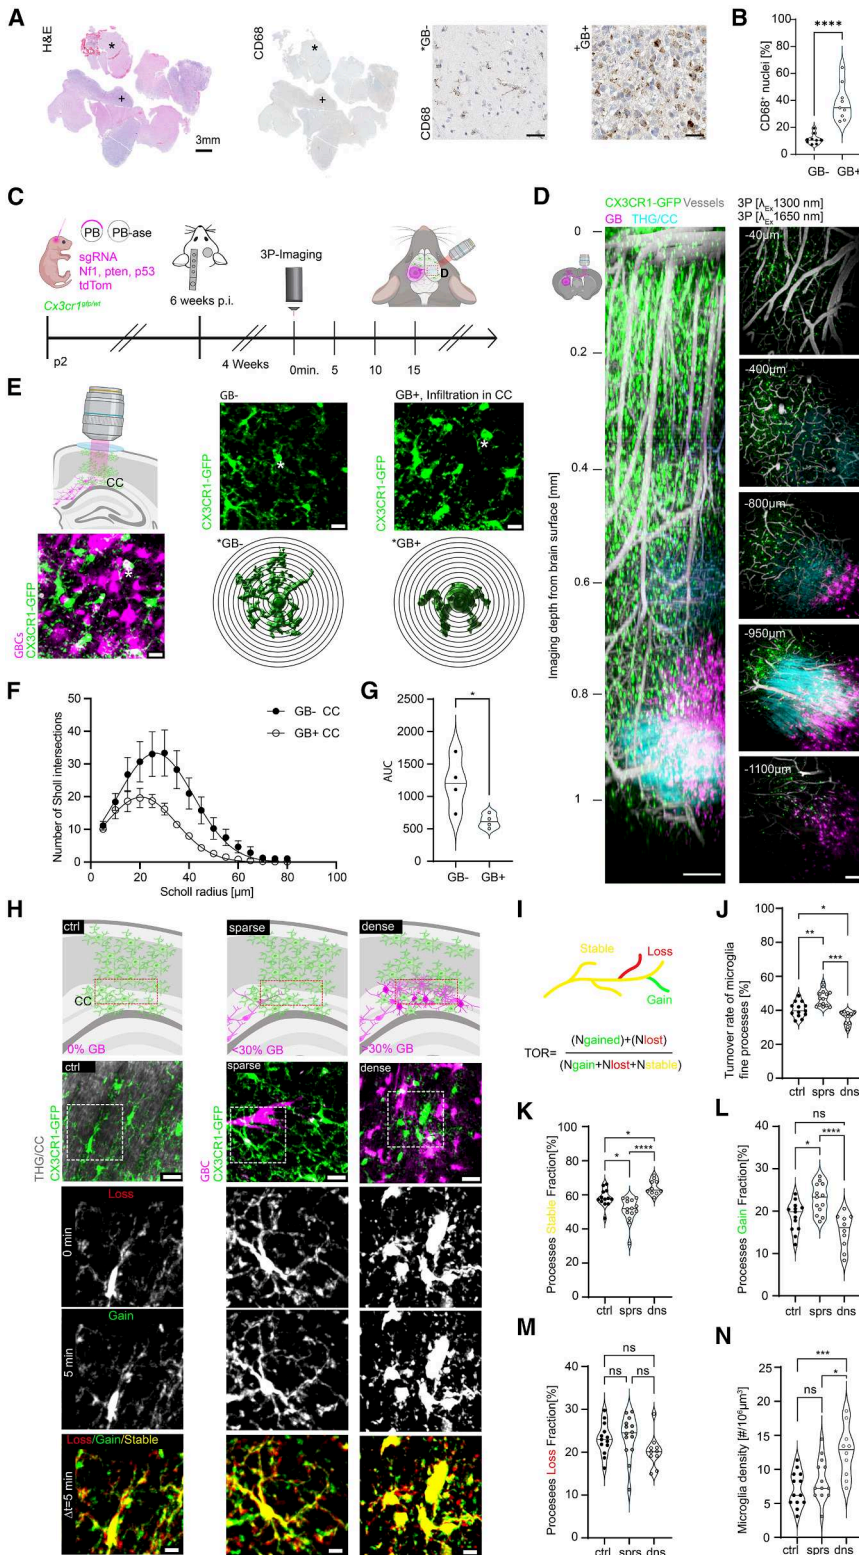 A
H&E
*
+
3mm
CD68
*
+
*GB-
CD68
+GB+
B
****
CD68+ nuclei [%]
100
80
60
40
20
0
GB-
GB+
C
PB
PB-ase
sgRNA
Nf1, pten, p53
tdTom
Cx3cr1gfp/wt
6 weeks p.i.
3P-Imaging
D
p2
4 Weeks
0min.
5
10
15
D
CX3CR1-GFP Vessels
GB THG/CC
3P [λEx 1300 nm]
3P [λEx 1650 nm]
Imaging depth from brain surface [mm]
0
0.2
0.4
0.6
0.8
1
-40µm
-400µm
-800µm
-950µm
-1100µm
E
CC
GBCs
CX3CR1-GFP
*
GB-
CX3CR1-GFP
*
GB+, Infiltration in CC
CX3CR1-GFP
*
*GB-
*GB+
F
Number of Sholl intersections
50
40
30
20
10
0
0
20
40
60
80
100
Scholl radius [µm]
GB- CC
GB+ CC
G
*
AUC
2500
2000
1500
1000
500
0
GB-
GB+
H
ctrl
sparse
dense
CC
0% GB
<30% GB
>30% GB
ctrl
sparse
dense
THG/CC
CX3CR1-GFP
GBC
CX3CR1-GFP
0 min
Loss
5 min
Gain
Δt=5 min
Loss/Gain/Stable
I
Stable
Loss
Gain
TOR=
(Ngained)+(Nlost)
(Ngain+Nlost+Nstable)
J
Turnover rate of microglia
fine processes [%]
100
80
60
40
20
0
*
**
***
ctrl
sprs
dns
K
Processes Stable Fraction[%]
100
80
60
40
20
0
*
*
****
ctrl
sprs
dns
L
Processes Gain Fraction[%]
40
30
20
10
0
ns
*
****
ctrl
sprs
dns
M
Procesees Loss Fraction[%]
40
30
20
10
0
ns
ns
ns
ctrl
sprs
dns
N
Microglia density [#/10⁶µm³]
25
20
15
10
5
0
***
ns
*
ctrl
sprs
dns